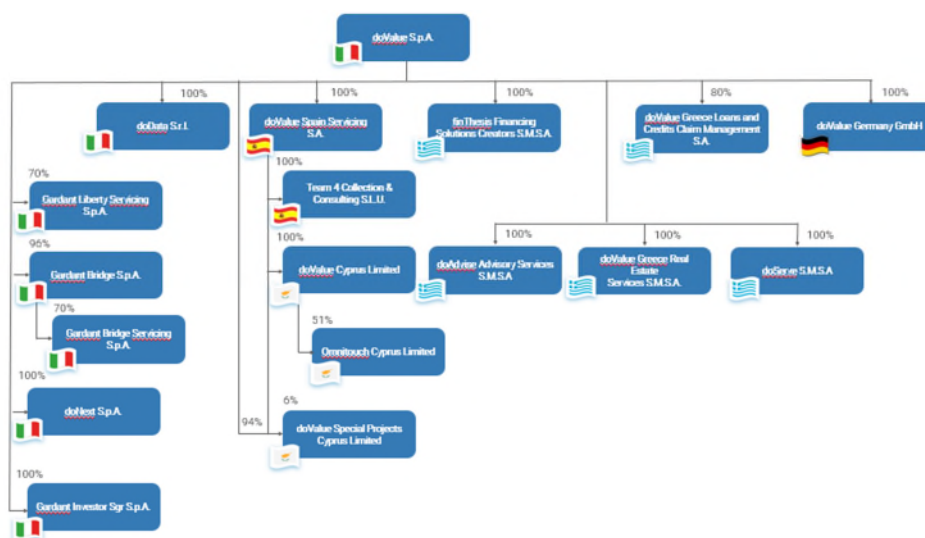 doValue S.p.A.
100%
100%
100%
80%
100%
doData S.r.l.
doValue Spain Servicing
S.A.
finThesis Financing
Solutions Creators S.M.S.A.
doValue Greece Loans and
Credits Claim Management
S.A.
doValue Germany GmbH
70%
Gardant Liberty Servicing
S.p.A.
100%
Team 4 Collection &
Consulting S.L.U.
96%
Gardant Bridge S.p.A.
100%
doValue Cyprus Limited
100%
doAdvise Advisory Services
S.M.S.A
100%
doValue Greece Real
Estate
Services S.M.S.A.
100%
doServe S.M.S.A
70%
Gardant Bridge Servicing
S.p.A.
51%
Omnitouch Cyprus Limited
100%
doNext S.p.A.
94%
6%
doValue Special Projects
Cyprus Limited
100%
Gardant Investor Sgr S.p.A.